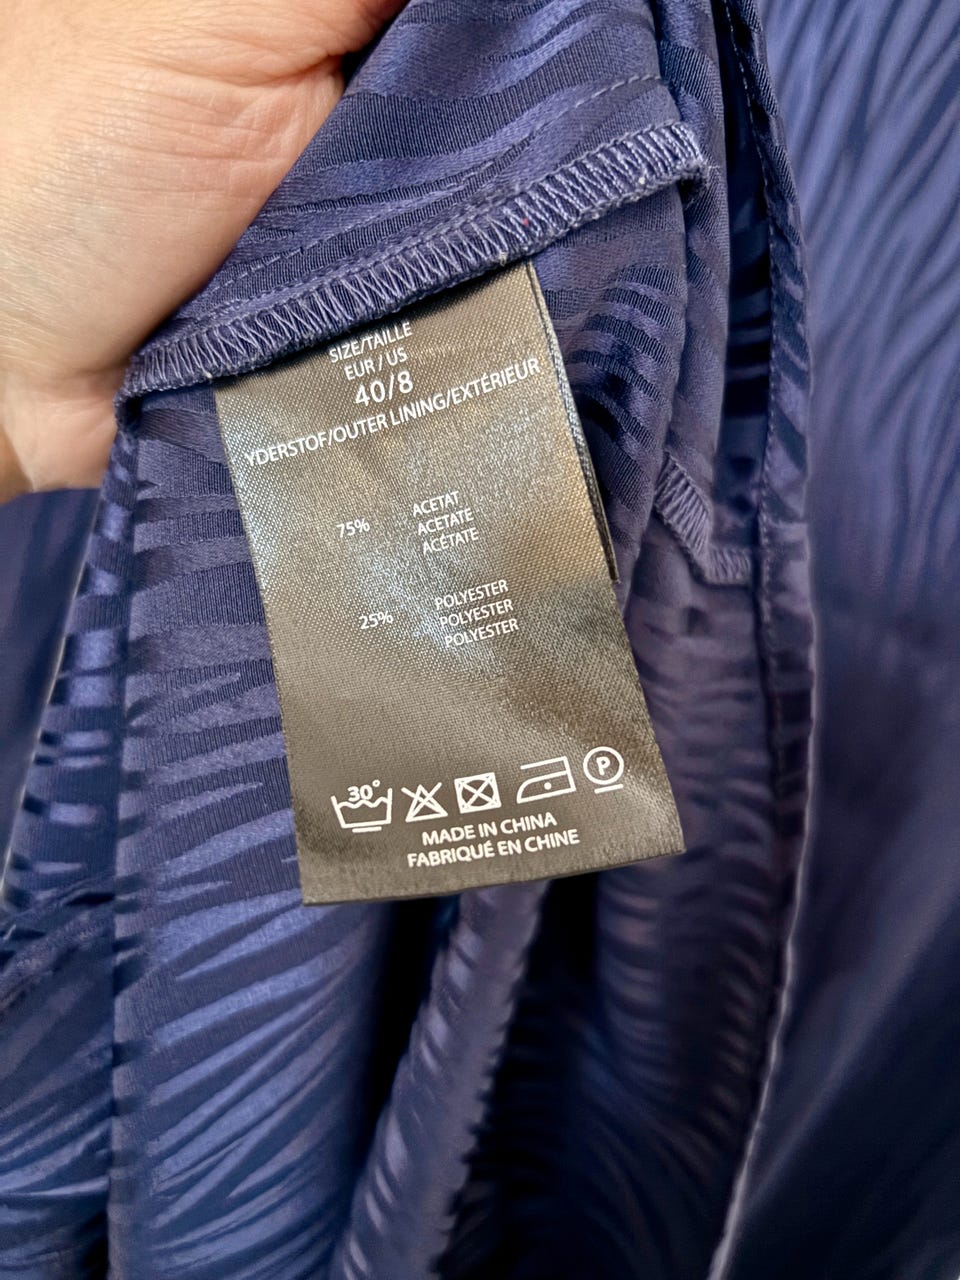 SIZE/TAILLE
EUR / US
40/8
YDERSTOF/OUTER LINING/EXTÉRIEUR
75% ACETAT
ACETATE
ACÉTATE
25% POLYESTER
POLYESTER
POLYESTER
30°
P
MADE IN CHINA
FABRIQUÉ EN CHINE